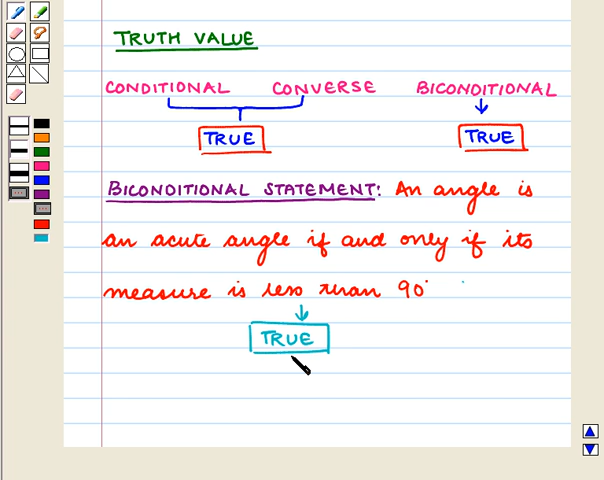 TRUTH VALUE
CONDITIONAL CONVERSE BICONDITIONAL
TRUE TRUE
BICONDITIONAL STATEMENT: An angle is
an acute angle if and only if its
measure is less than 90°
TRUE